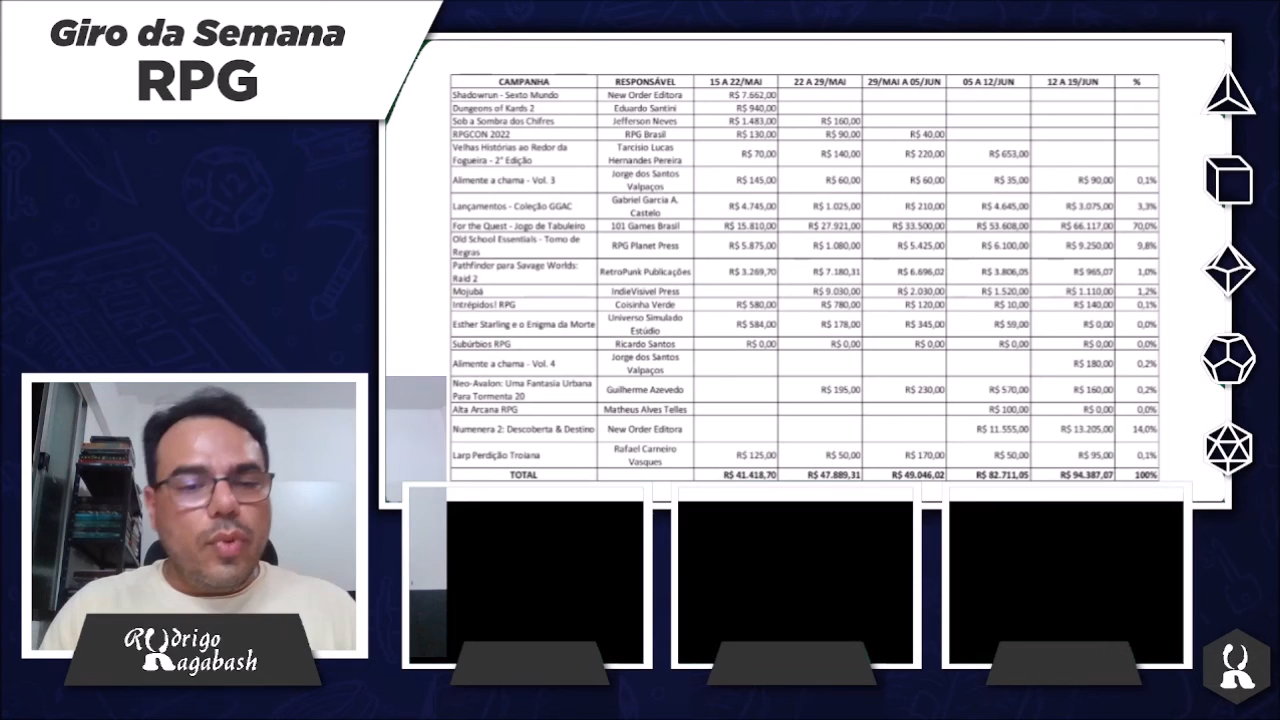 Giro da Semana
RPG
CAMPANHA RESPONSÁVEL 15 A 22/MAI 22 A 29/MAI 29/MAI A 05/JUN 05 A 12/JUN 12 A 19/JUN %
Shadowrun - Sexto Mundo New Order Editora R$ 7.662,00
Dungeons of Kards 2 Eduardo Santini R$ 940,00
Sob a Sombra dos Chifres Jefferson Neves R$ 1.483,00 R$ 160,00
RPGCON 2022 RPG Brasil R$ 130,00 R$ 90,00 R$ 40,00
Velhas Histórias ao Redor da Tarcisio Lucas
Fogueira - 2ª Edição Hernandes Pereira R$ 70,00 R$ 140,00 R$ 220,00 R$ 653,00
Alimente a chama - Vol. 3 Jorge dos Santos
Valpaços R$ 145,00 R$ 60,00 R$ 60,00 R$ 35,00 R$ 90,00 0,1%
Lançamentos - Coleção GGAC Gabriel Garcia A.
Castelo R$ 4.745,00 R$ 1.025,00 R$ 210,00 R$ 4.645,00 R$ 3.075,00 3,3%
For the Quest - Jogo de Tabuleiro 101 Games Brasil R$ 15.810,00 R$ 27.921,00 R$ 33.500,00 R$ 53.608,00 R$ 66.117,00 70,0%
Old School Essentials - Tomo de
Regras RPG Planet Press R$ 5.875,00 R$ 1.080,00 R$ 5.425,00 R$ 6.100,00 R$ 9.250,00 9,8%
Pathfinder para Savage Worlds:
Raid 2 RetroPunk Publicações R$ 3.269,70 R$ 7.180,31 R$ 6.696,02 R$ 3.806,05 R$ 965,07 1,0%
Mojubá IndieVisivel Press R$ 9.030,00 R$ 2.030,00 R$ 1.520,00 R$ 1.110,00 1,2%
Intrépidos! RPG Coisinha Verde R$ 580,00 R$ 780,00 R$ 120,00 R$ 10,00 R$ 140,00 0,1%
Esther Starling e o Enigma da Morte Universo Simulado
Estúdio R$ 584,00 R$ 178,00 R$ 345,00 R$ 59,00 R$ 0,00 0,0%
Subúrbios RPG Ricardo Santos R$ 0,00 R$ 0,00 R$ 0,00 R$ 0,00 R$ 0,00 0,0%
Alimente a chama - Vol. 4 Jorge dos Santos
Valpaços R$ 180,00 0,2%
Neo-Avalon: Uma Fantasia Urbana
Para Tormenta 20 Guilherme Azevedo R$ 195,00 R$ 230,00 R$ 570,00 R$ 160,00 0,2%
Alta Arcana RPG Matheus Alves Telles R$ 100,00 R$ 0,00 0,0%
Numenera 2: Descoberta & Destino New Order Editora R$ 11.555,00 R$ 13.205,00 14,0%
Larp Perdição Troiana Rafael Carneiro
Vasques R$ 125,00 R$ 50,00 R$ 170,00 R$ 50,00 R$ 95,00 0,1%
TOTAL R$ 41.418,70 R$ 47.889,31 R$ 49.046,02 R$ 82.711,05 R$ 94.387,07 100%
Rodrigo
Ragabash